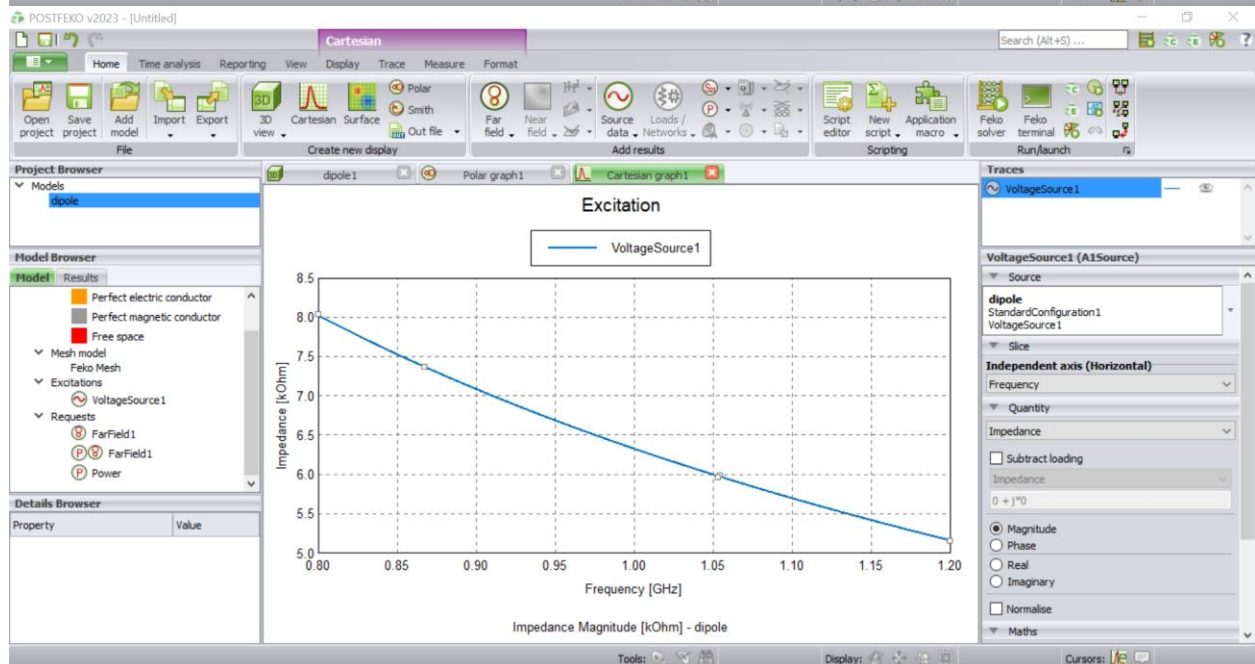 POSTFEKO v2023 - [Untitled]
Cartesian
Search (Alt+S) ...
Home Time analysis Reporting View Display Trace Measure Format
Open project
Save project
Add model
Import
Export
File
3D view
Cartesian
Surface
Polar
Smith
Out file
Create new display
Far field
Near field
Source data
Loads / Networks
Add results
Script editor
New script
Application macro
Scripting
Feko solver
Feko terminal
Run/launch
Project Browser
Models
dipole
Model Browser
Model Results
Perfect electric conductor
Perfect magnetic conductor
Free space
Mesh model
Feko Mesh
Excitations
VoltageSource1
Requests
FarField1
FarField1
Power
Details Browser
Property Value
dipole1 Polar graph1 Cartesian graph1
Excitation
VoltageSource1
Impedance [kOhm]
8.5
8.0
7.5
7.0
6.5
6.0
5.5
5.0
0.80 0.85 0.90 0.95 1.00 1.05 1.10 1.15 1.20
Frequency [GHz]
Impedance Magnitude [kOhm] - dipole
Traces
VoltageSource1
VoltageSource1 (A1Source)
Source
dipole
StandardConfiguration1
VoltageSource1
Slice
Independent axis (Horizontal)
Frequency
Quantity
Impedance
Subtract loading
Impedance
0 + j*0
Magnitude
Phase
Real
Imaginary
Normalise
Maths
Tools: Display: Cursors: